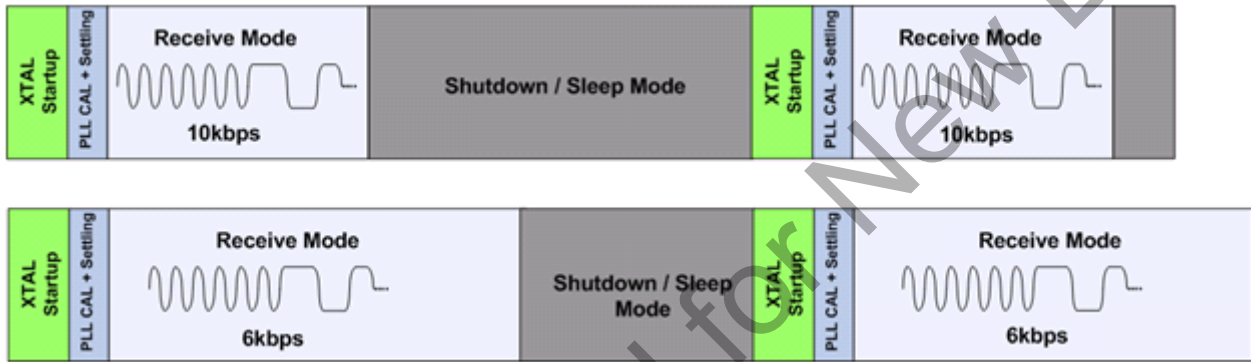 XTAL
Startup
PLL CAL + Settling
Receive Mode
10kbps
Shutdown / Sleep Mode
XTAL
Startup
PLL CAL + Settling
Receive Mode
10kbps
XTAL
Startup
PLL CAL + Settling
Receive Mode
6kbps
Shutdown / Sleep
Mode
XTAL
Startup
PLL CAL + Settling
Receive Mode
6kbps
for New